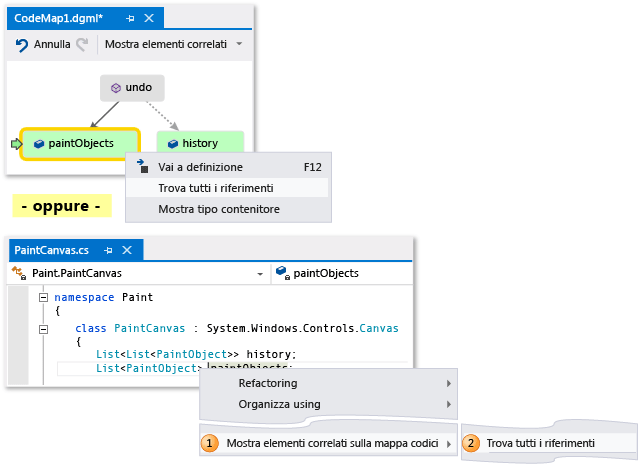 CodeMap1.dgml*
Annulla Mostra elementi correlati
undo
paintObjects history
Vai a definizione F12
Trova tutti i riferimenti
Mostra tipo contenitore
- oppure -
PaintCanvas.cs
Paint.PaintCanvas paintObjects
namespace Paint
{
class PaintCanvas : System.Windows.Controls.Canvas
{
List<List<PaintObject>> history;
List<PaintObject> paintObjects;
Refactoring
Organizza using
1 Mostra elementi correlati sulla mappa codici 2 Trova tutti i riferimenti